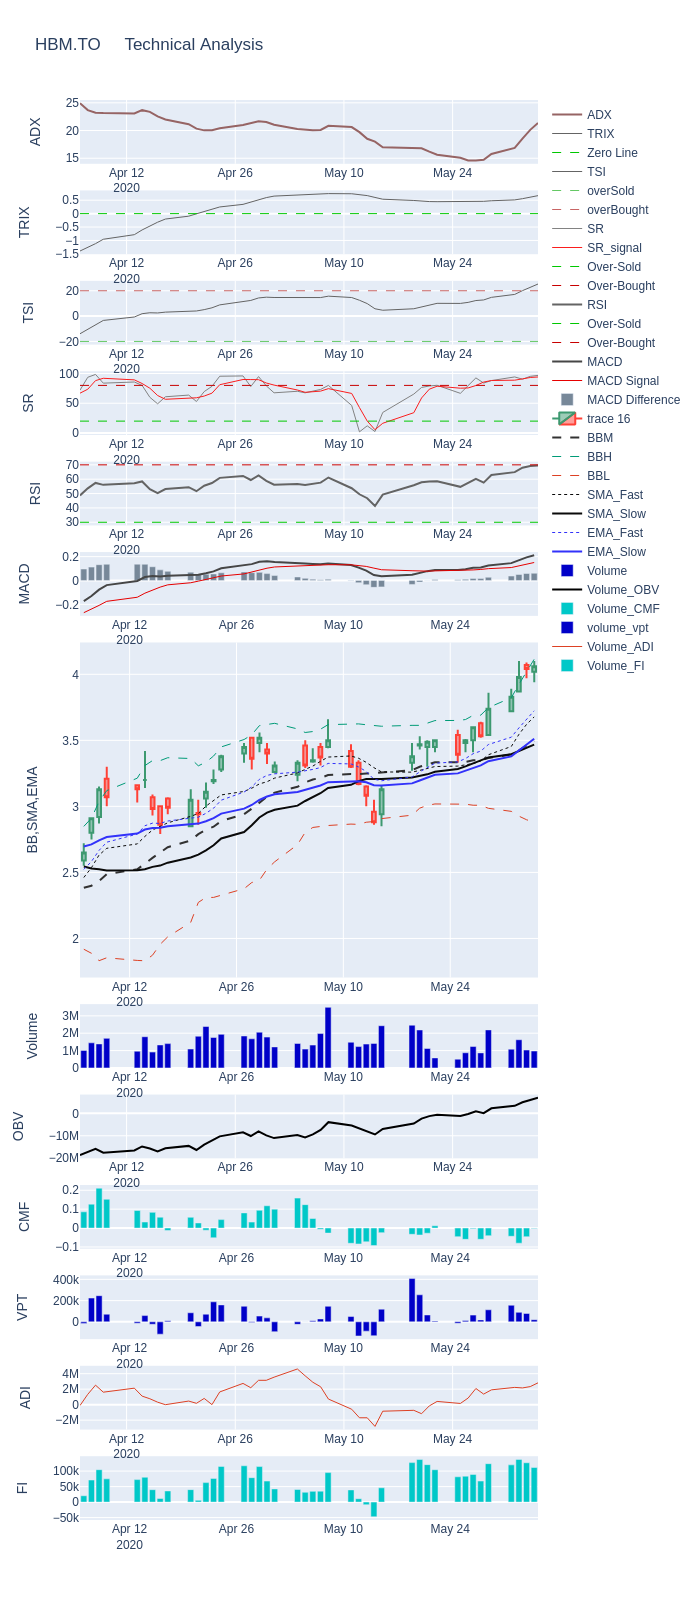 HBM.TO Technical Analysis
ADX
25
20
15
Apr 12
2020
Apr 26
May 10
May 24
TRIX
0.5
0
−0.5
−1
−1.5
Apr 12
2020
Apr 26
May 10
May 24
TSI
20
0
−20
Apr 12
2020
Apr 26
May 10
May 24
SR
100
50
0
Apr 12
2020
Apr 26
May 10
May 24
RSI
70
60
50
40
30
Apr 12
2020
Apr 26
May 10
May 24
MACD
0.2
0
−0.2
Apr 12
2020
Apr 26
May 10
May 24
BB,SMA,EMA
4
3.5
3
2.5
2
Apr 12
2020
Apr 26
May 10
May 24
Volume
3M
2M
1M
0
Apr 12
2020
Apr 26
May 10
May 24
OBV
0
−10M
−20M
Apr 12
2020
Apr 26
May 10
May 24
CMF
0.2
0.1
0
−0.1
Apr 12
2020
Apr 26
May 10
May 24
VPT
400k
200k
0
Apr 12
2020
Apr 26
May 10
May 24
ADI
4M
2M
0
−2M
Apr 12
2020
Apr 26
May 10
May 24
FI
100k
50k
0
−50k
Apr 12
2020
Apr 26
May 10
May 24
ADX
TRIX
Zero Line
TSI
overSold
overBought
SR
SR_signal
Over-Sold
Over-Bought
RSI
Over-Sold
Over-Bought
MACD
MACD Signal
MACD Difference
trace 16
BBM
BBH
BBL
SMA_Fast
SMA_Slow
EMA_Fast
EMA_Slow
Volume
Volume_OBV
Volume_CMF
volume_vpt
Volume_ADI
Volume_FI